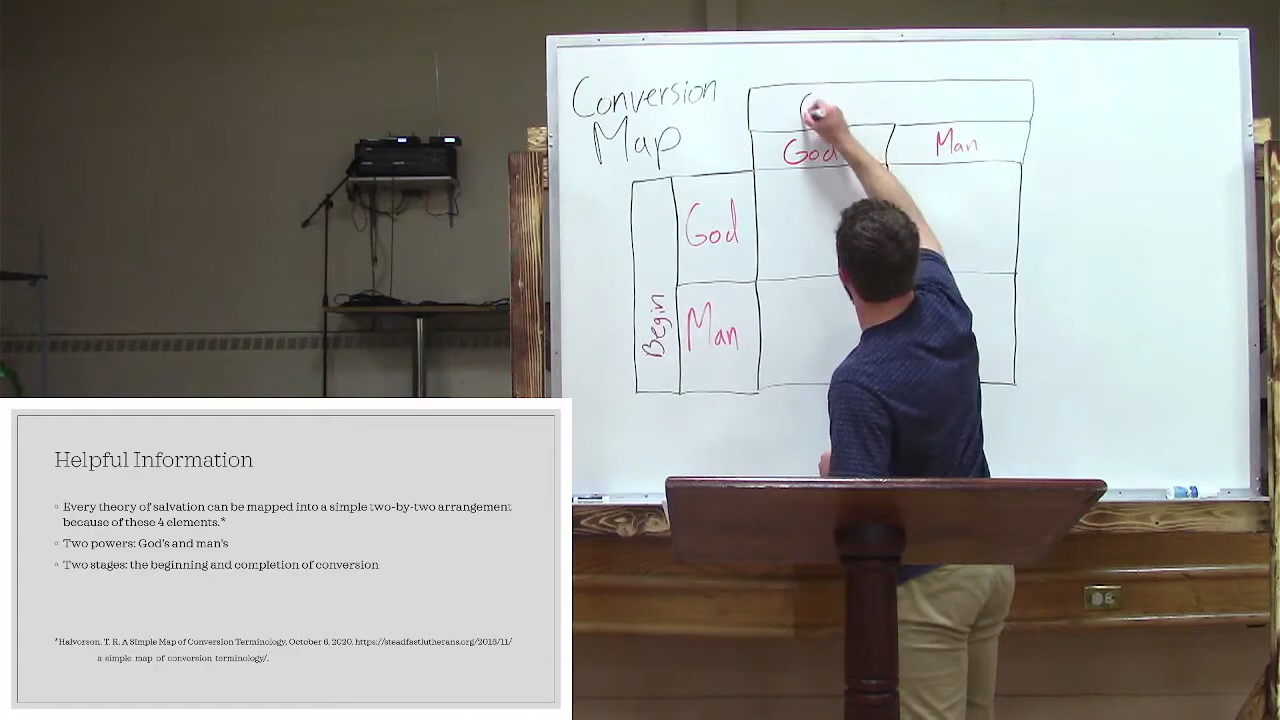 Conversion
Map
God
Man
God
Begin
Man
Helpful Information
Every theory of salvation can be mapped into a simple two-by-two arrangement
because of these 4 elements.*
Two powers: God's and man's
Two stages: the beginning and completion of conversion
*Halvorson, T. R. A Simple Map of Conversion Terminology, October 6, 2020. https://steadfastlutherans.org/2016/11/
a simple map of conversion terminology/.